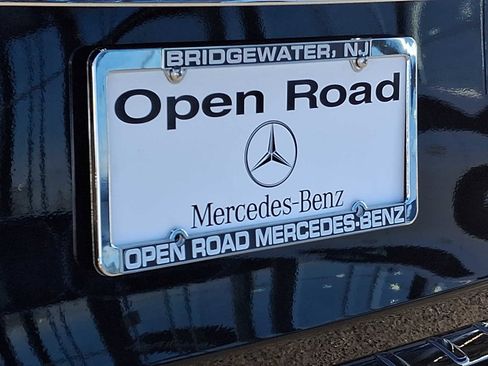 BRIDGEWATER, NJ
Open Road
Mercedes-Benz
OPEN ROAD MERCEDES-BENZ